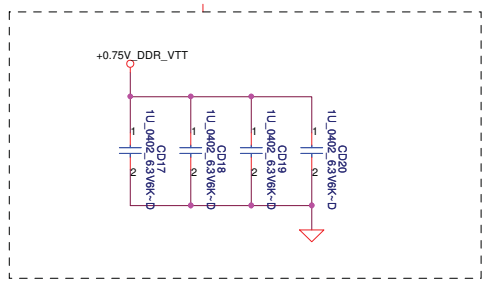 +0.75V_DDR_VTT
1
2
1U_0402_6.3V6K~D
CD17
1
2
1U_0402_6.3V6K~D
CD18
1
2
1U_0402_6.3V6K~D
CD19
1
2
1U_0402_6.3V6K~D
CD20